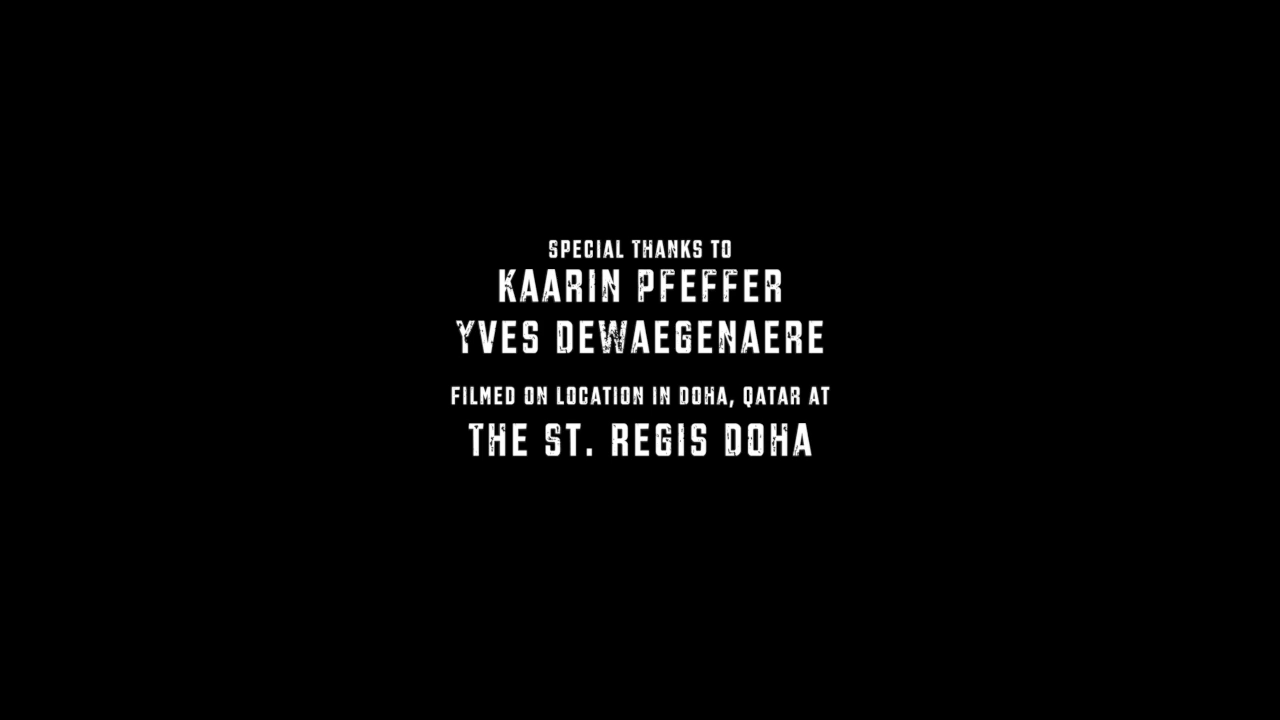 SPECIAL THANKS TO
KAARIN PFEFFER
YVES DEWAEGENAERE
FILMED ON LOCATION IN DOHA, QATAR AT
THE ST. REGIS DOHA